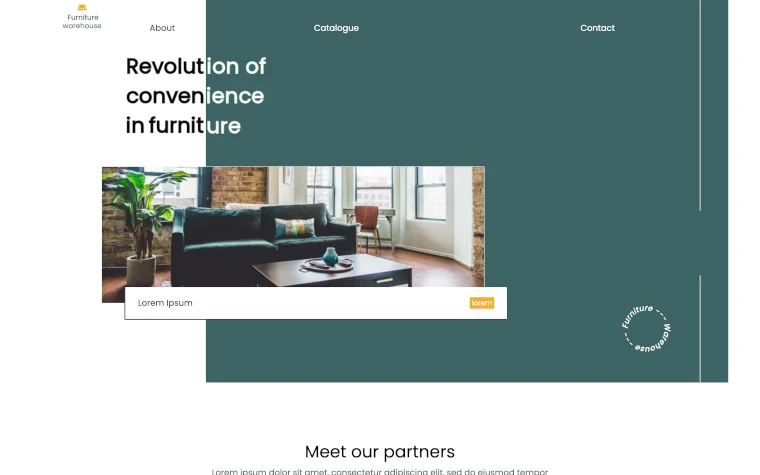 Furniture
warehouse
About
Catalogue
Contact
Revolution of
convenience
in furniture
Lorem Ipsum
lorem
Furniture --- Warehouse ---
Meet our partners
Lorem ipsum dolor sit amet, consectetur adipiscing elit, sed do eiusmod tempor